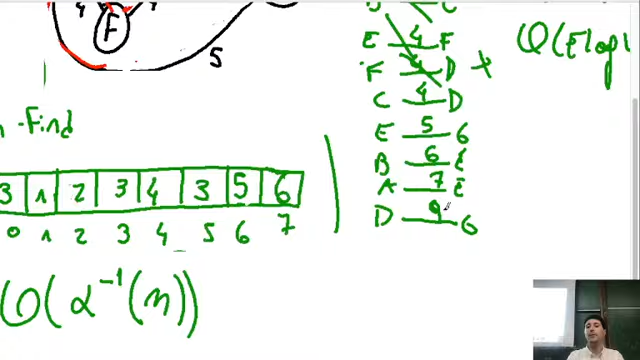 4
F
5
E 4 F
F D +
C 4 D
E 5 G
B 6 E
A 7 E
D 9 G
O(E log
-Find
3 1 2 3 4 3 5 6
0 1 2 3 4 5 6 7
O(α⁻¹(n))